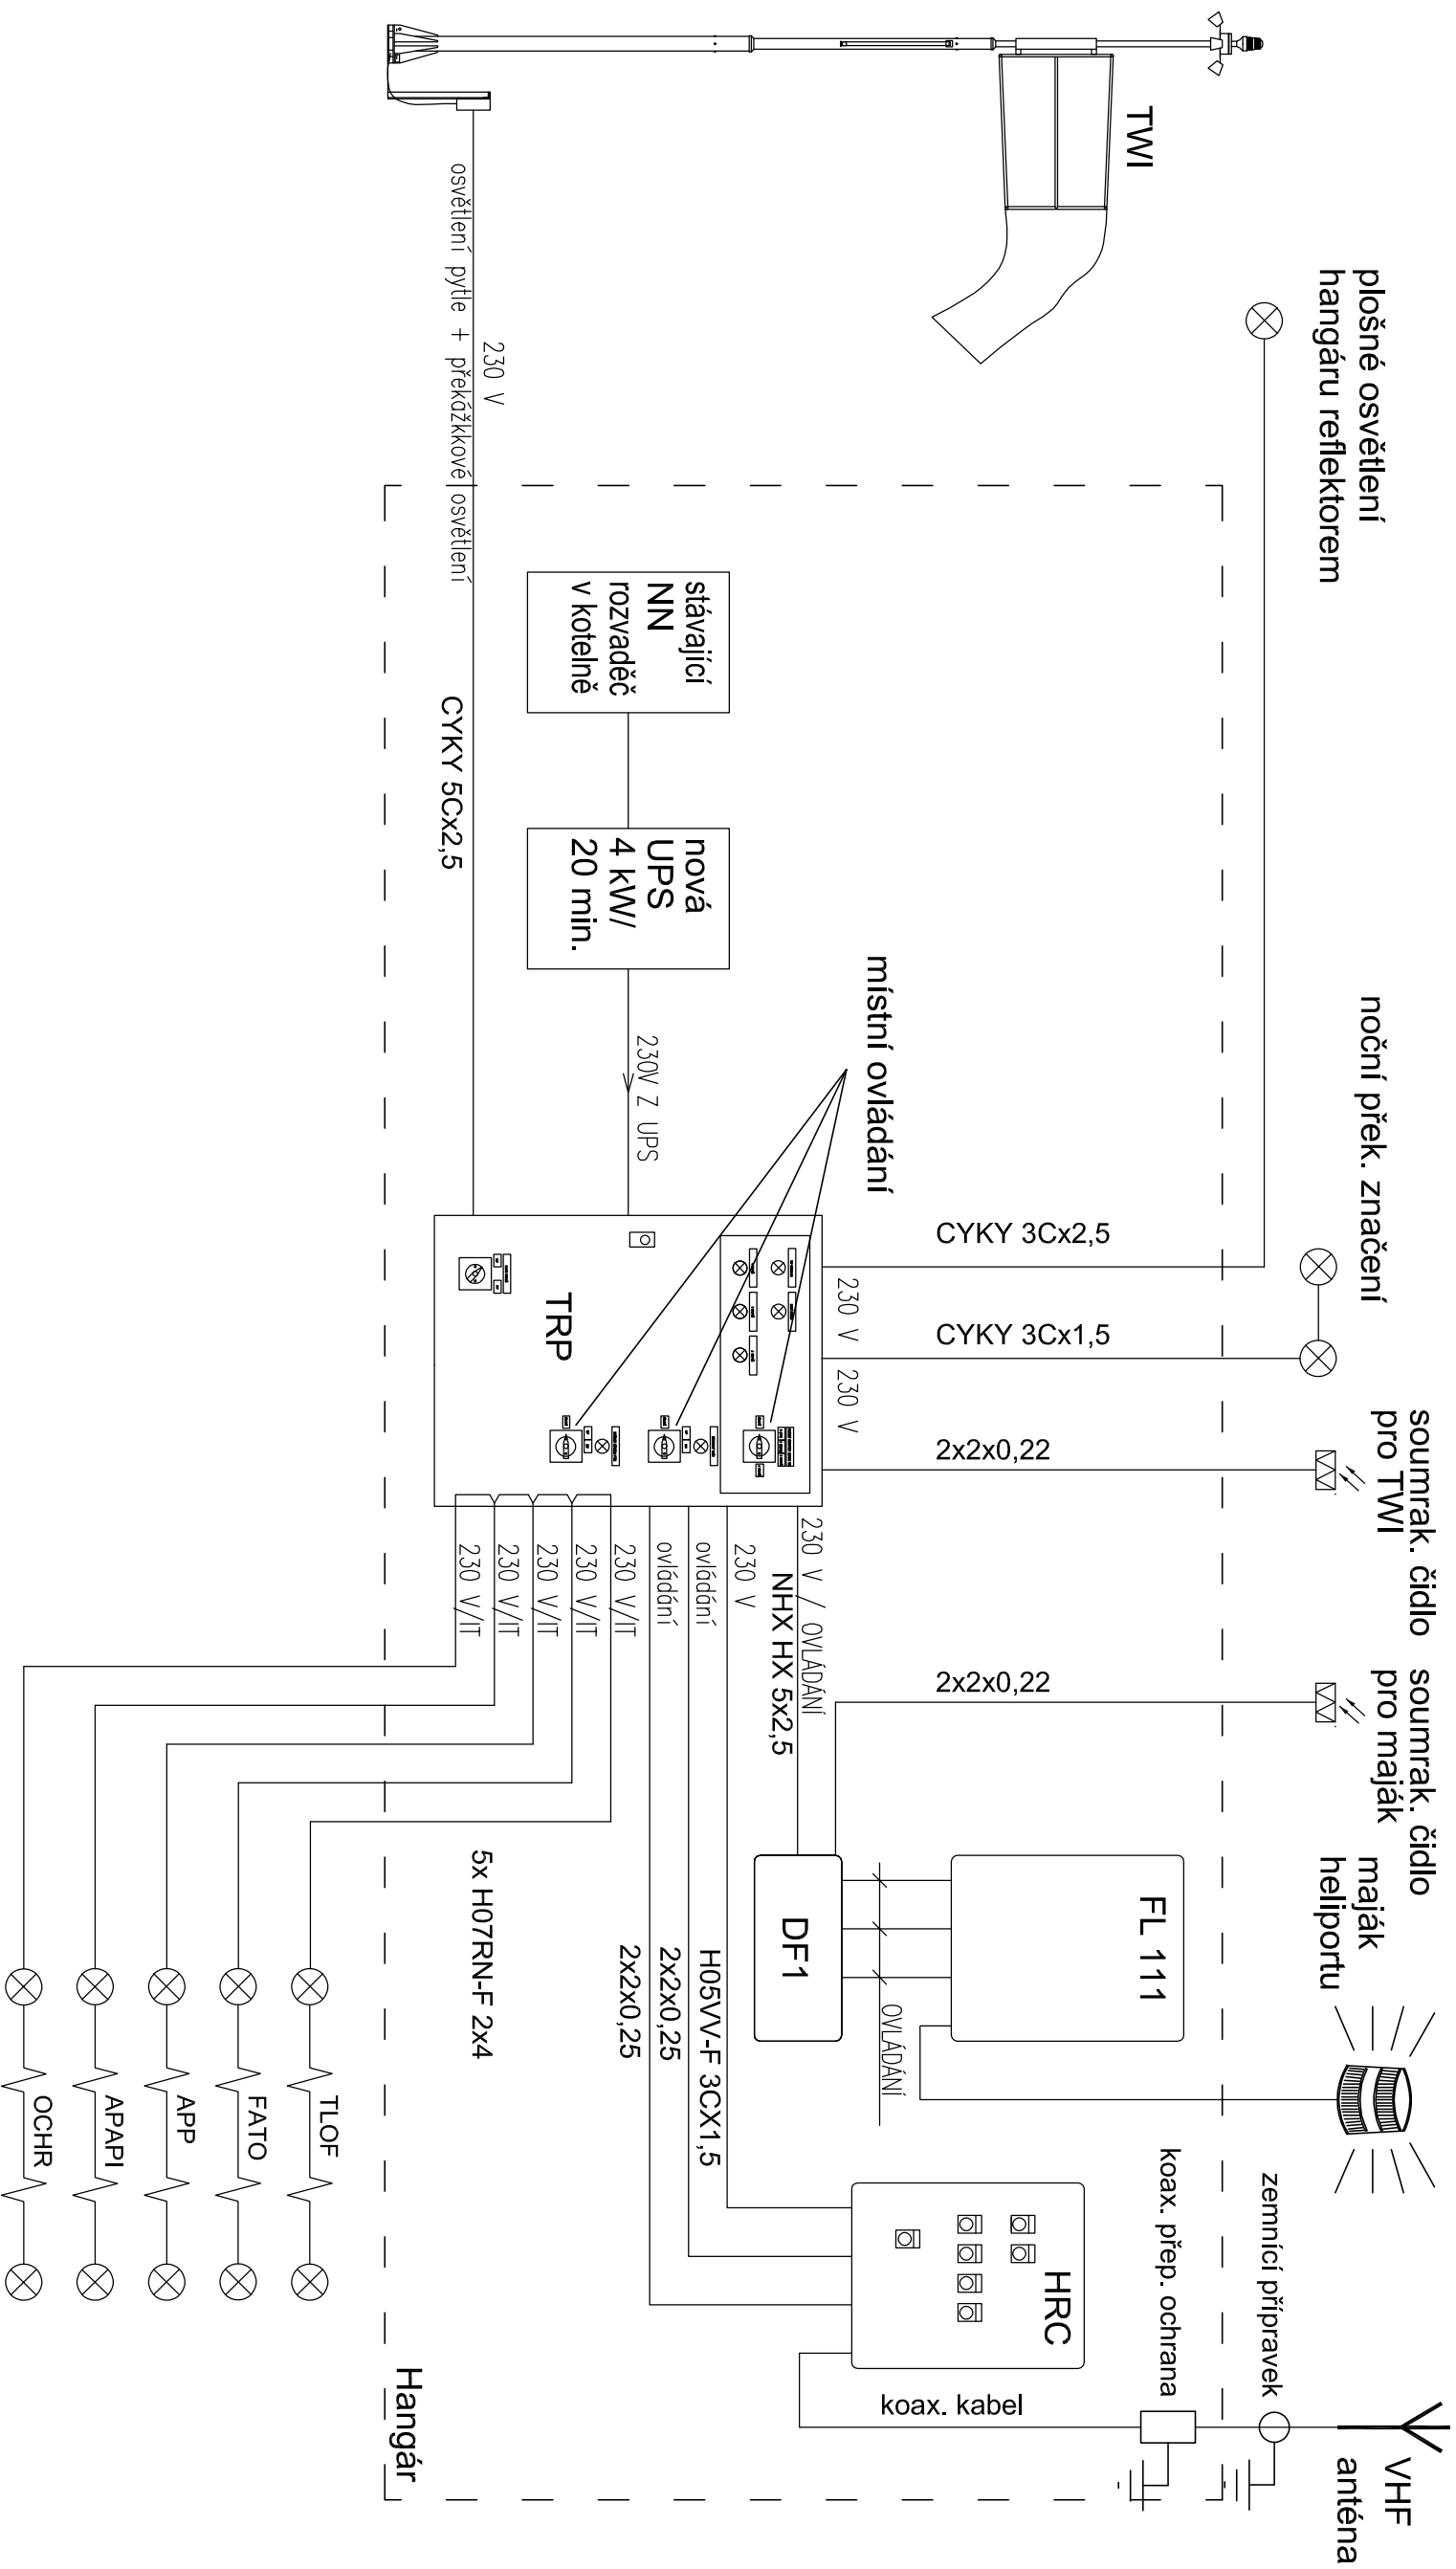 TWI
plošné osvětlení
hangáru reflektorem
noční přek. značení
soumrak. čidlo
pro TWI
soumrak. čidlo
pro maják
maják
heliportu
VHF
anténa
zemnící přípravek
koax. přep. ochrana
koax. kabel
230 V
osvětlení pytle + překážkkové osvětlení
CYKY 5Cx2,5
stávající
NN
rozvaděč
v kotelně
nová
UPS
4 kW/
20 min.
230V Z UPS
místní ovládání
CYKY 3Cx2,5
230 V
CYKY 3Cx1,5
230 V
2x2x0,22
2x2x0,22
TRP
230 V / OVLÁDÁNÍ
NHX HX 5x2,5
230 V
ovládání
ovládání
230 V/IT
230 V/IT
230 V/IT
230 V/IT
230 V/IT
FL 111
DF1
OVLÁDÁNÍ
H05VV-F 3CX1,5
2x2x0,25
2x2x0,25
5x H07RN-F 2x4
HRC
TLOF
FATO
APP
APAPI
OCHR
Hangár